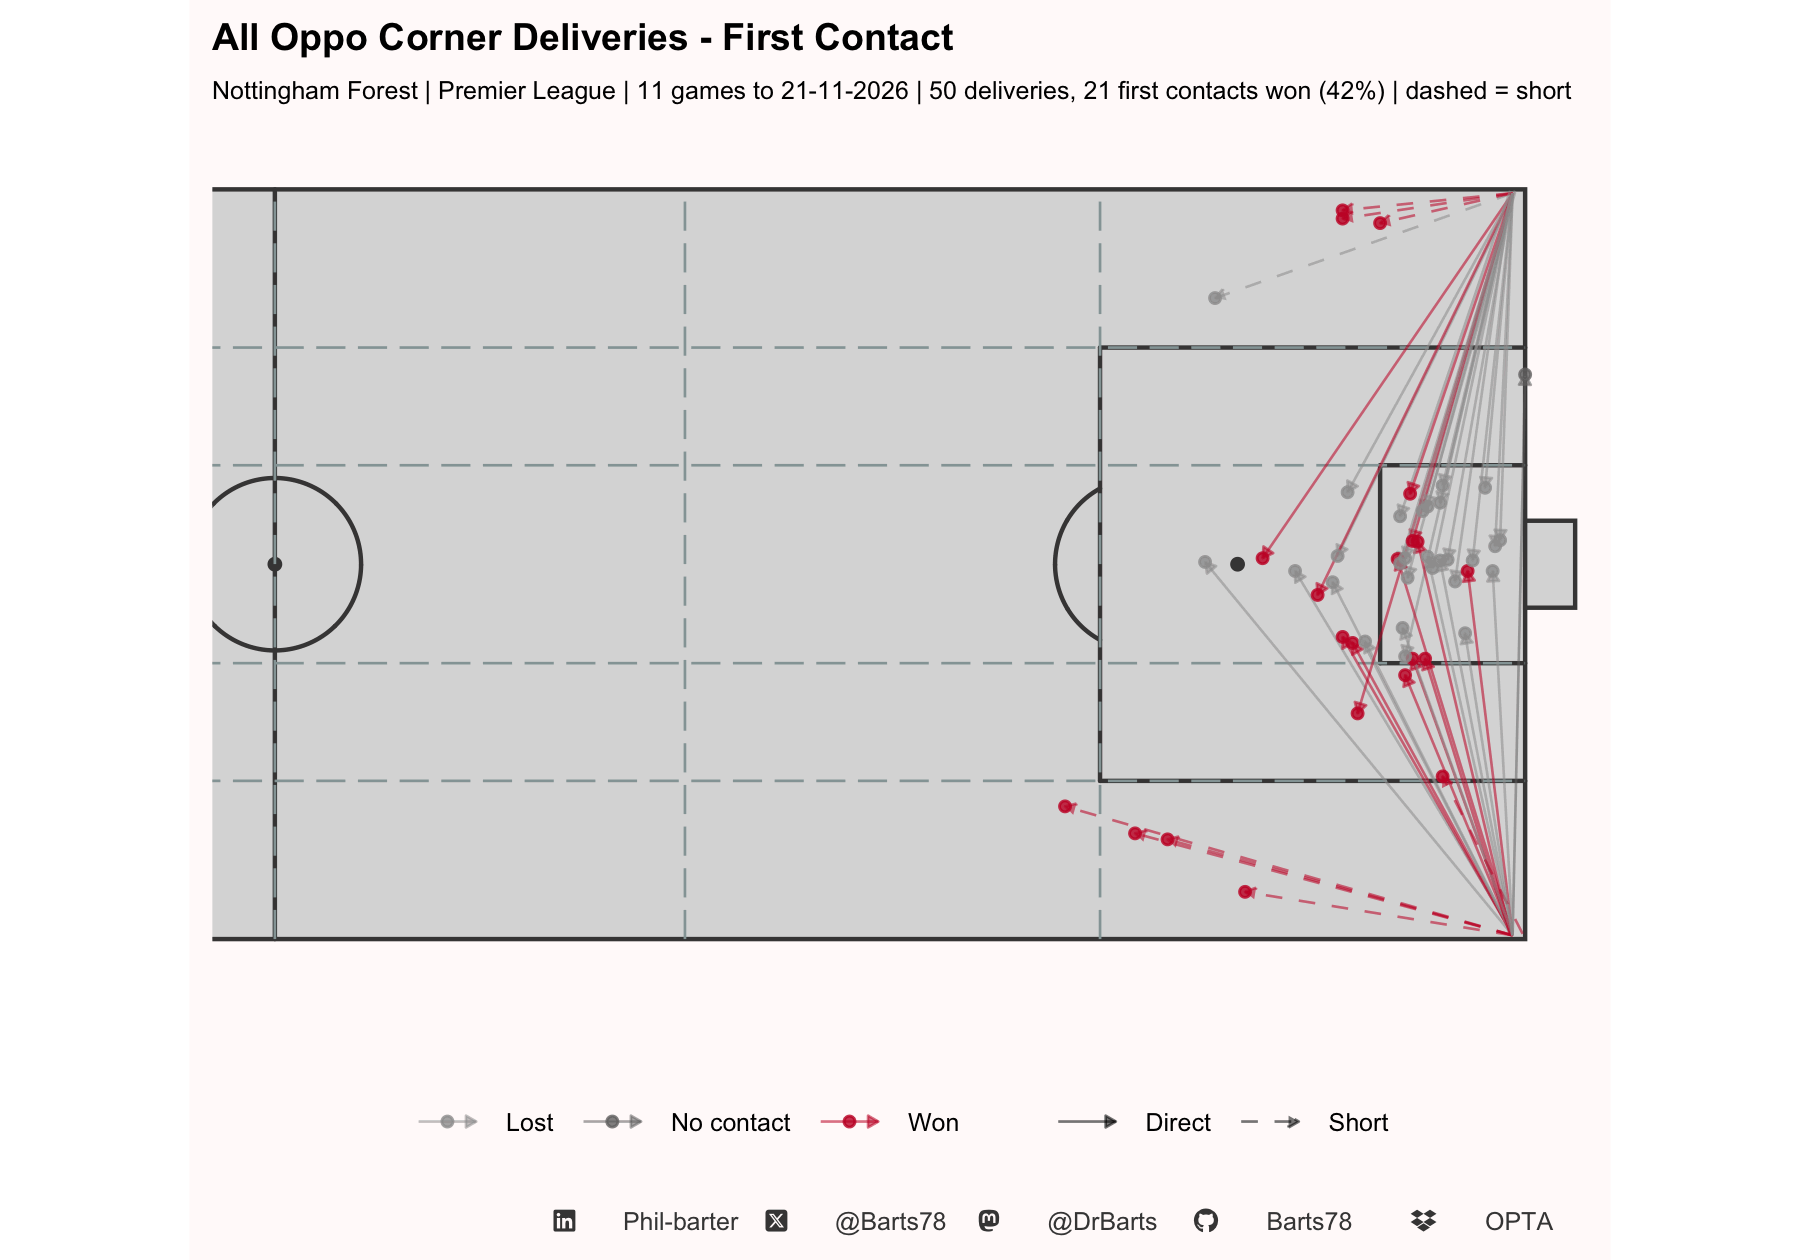 All Oppo Corner Deliveries - First Contact
Nottingham Forest | Premier League | 11 games to 21-11-2026 | 50 deliveries, 21 first contacts won (42%) | dashed = short
Lost No contact Won Direct Short
Phil-barter @Barts78 @DrBarts Barts78 OPTA